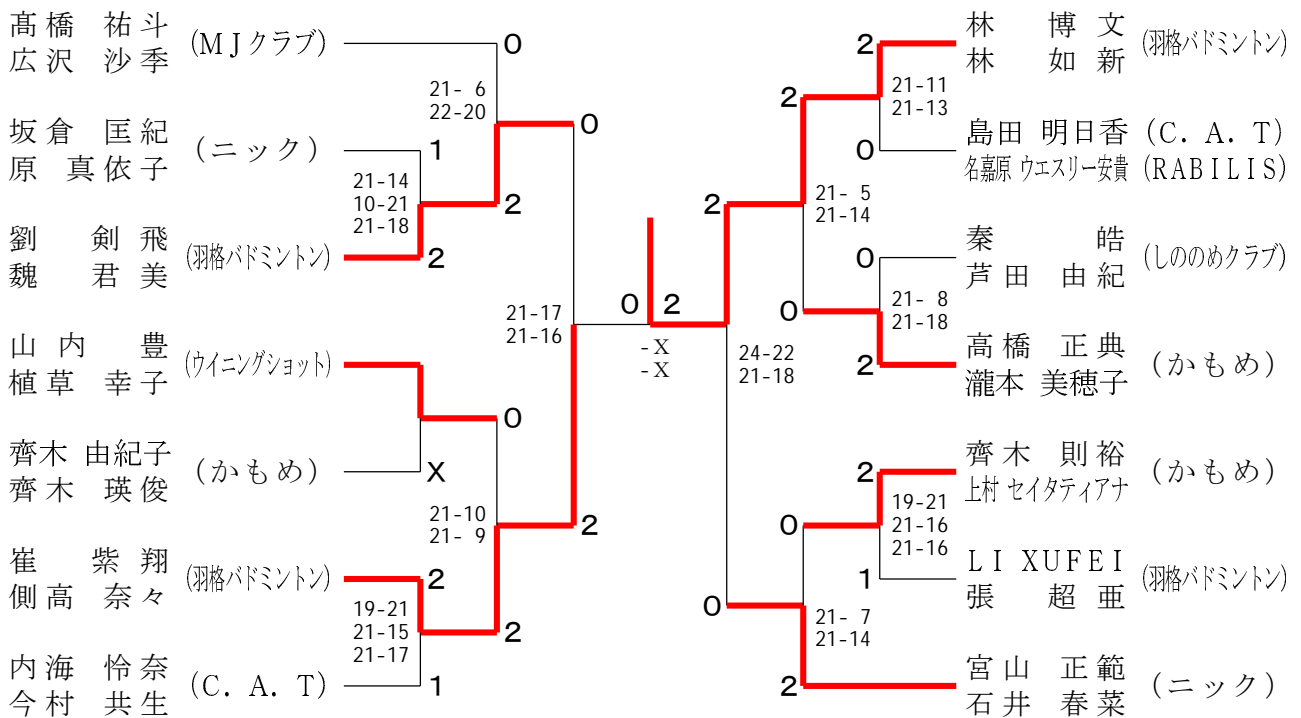 髙橋 祐斗
広沢 沙季
(ＭＪクラブ)
0
21- 6
22-20
坂倉 匡紀
原 真依子
(ニック)
1
0
21-14
10-21
21-18
2
劉 剣飛
魏 君美
(羽格バドミントン)
2
21-17
21-16
山内 豊
植草 幸子
(ウイニングショット)
0
齊木 由紀子
齊木 瑛俊
(かもめ)
X
21-10
21- 9
2
崔 紫翔
側高 奈々
(羽格バドミントン)
2
19-21
21-15
21-17
2
内海 怜奈
今村 共生
(Ｃ．Ａ．Ｔ)
1
0 2
-X
-X
林 博文
林 如新
(羽格バドミントン)
2
21-11
21-13
2
島田 明日香 (Ｃ．Ａ．Ｔ)
名嘉原 ウエスリー安貴 (RABILIS)
0
21- 5
21-14
2
秦 皓
芦田 由紀
(しののめクラブ)
0
21- 8
21-18
0
高橋 正典
瀧本 美穂子
(かもめ)
2
24-22
21-18
齊木 則裕
上村 セイタティアナ
(かもめ)
2
19-21
21-16
21-16
0
LI XUFEI
張 超亜
(羽格バドミントン)
1
0
21- 7
21-14
宮山 正範
石井 春菜
(ニック)
2